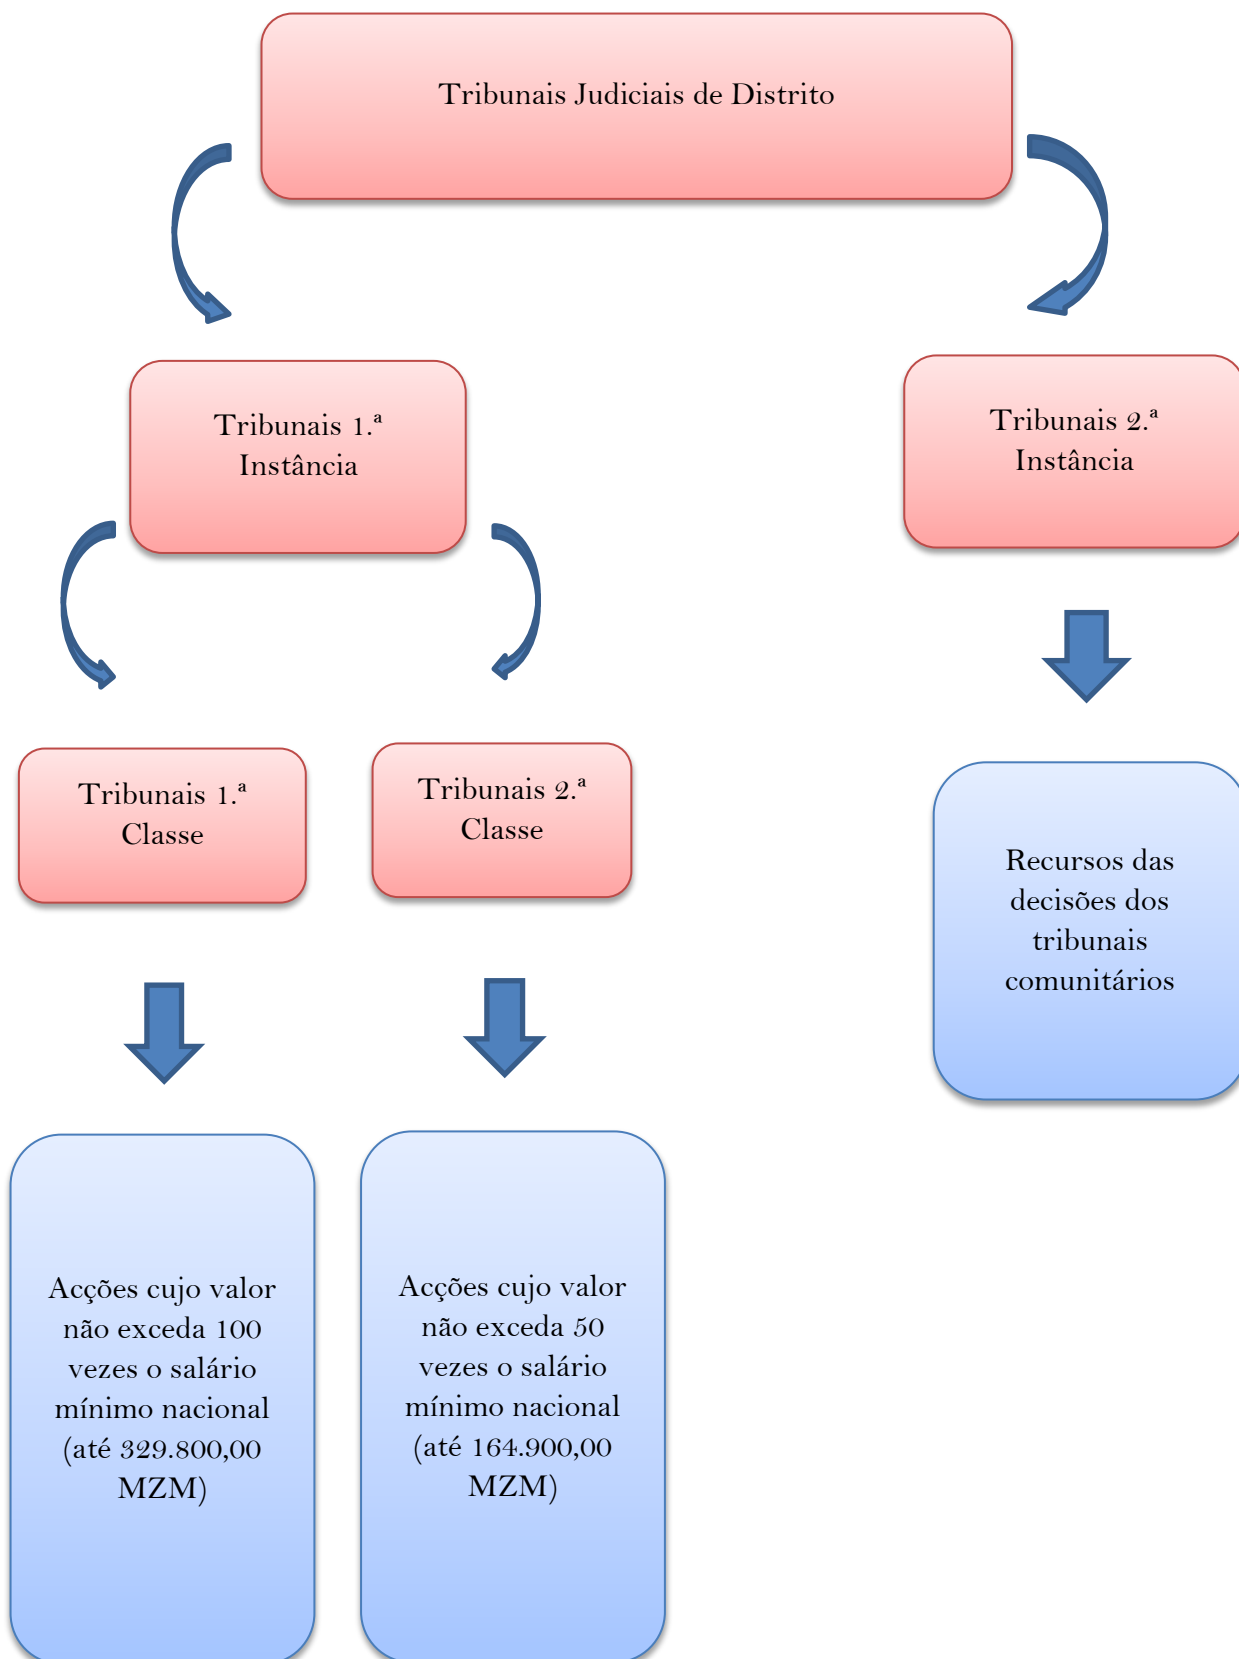 Tribunais Judiciais de Distrito
Tribunais 1.ª
Instância
Tribunais 2.ª
Instância
Tribunais 1.ª
Classe
Tribunais 2.ª
Classe
Recursos das
decisões dos
tribunais
comunitários
Acções cujo valor
não exceda 100
vezes o salário
mínimo nacional
(até 329.800,00
MZM)
Acções cujo valor
não exceda 50
vezes o salário
mínimo nacional
(até 164.900,00
MZM)